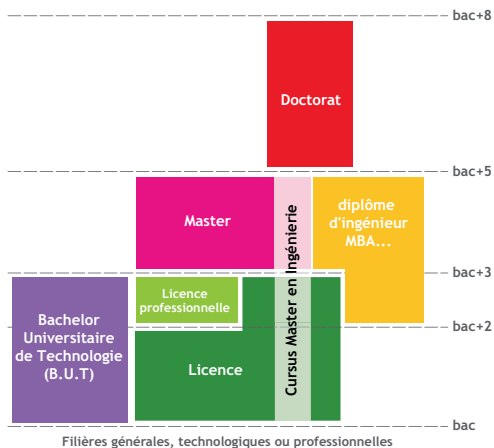 bac+8
Doctorat
bac+5
Master
Cursus Master en Ingénierie
diplôme
d'ingénieur
MBA...
bac+3
Licence
professionnelle
bac+2
Bachelor
Universitaire
de Technologie
(B.U.T)
Licence
bac
Filières générales, technologiques ou professionnelles